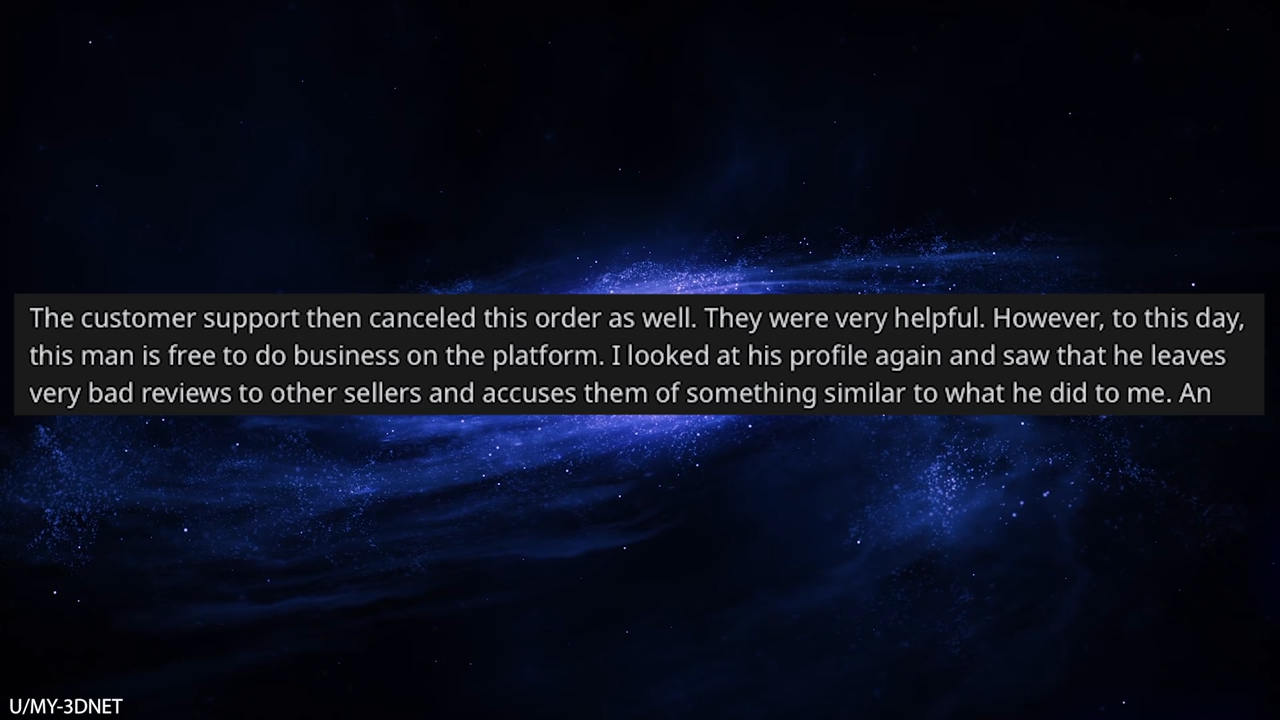 The customer support then canceled this order as well. They were very helpful. However, to this day,
this man is free to do business on the platform. I looked at his profile again and saw that he leaves
very bad reviews to other sellers and accuses them of something similar to what he did to me. An
U/MY-3DNET